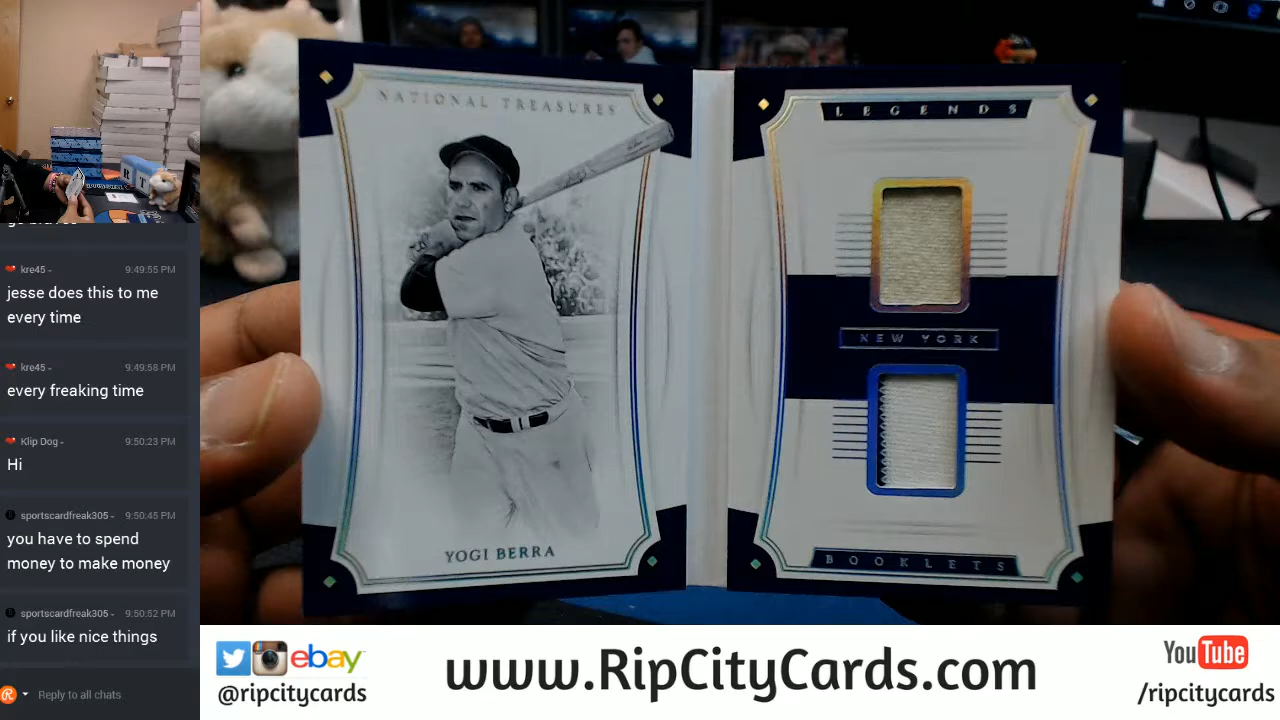 kre45 - 9:49:55 PM
jesse does this to me
every time
kre45 - 9:49:58 PM
every freaking time
Klip Dog - 9:50:23 PM
Hi
sportscardfreak305 - 9:50:45 PM
you have to spend
money to make money
sportscardfreak305 - 9:50:52 PM
if you like nice things
Reply to all chats
NATIONAL TREASURES
YOGI BERRA
LEGENDS
NEW YORK
BOOKLETS
ebay
@ripcitycards
www.RipCityCards.com
YouTube
/ripcitycards